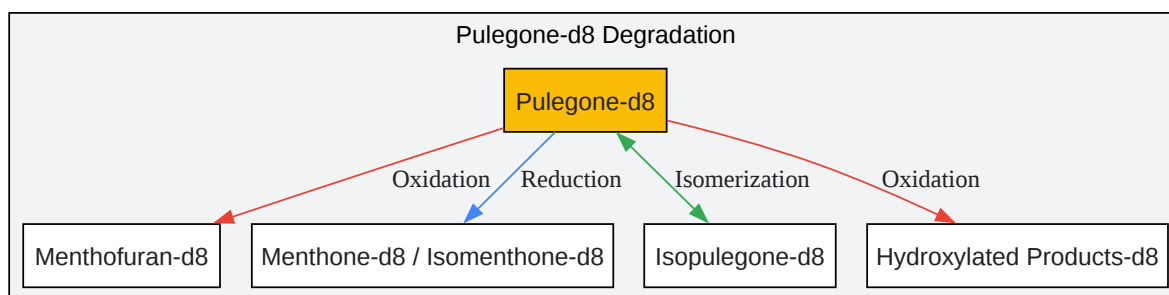 Pulegone-d8 Degradation
Pulegone-d8
Oxidation
Reduction
Isomerization
Oxidation
Menthofuran-d8
Menthone-d8 / Isomenthone-d8
Isopulegone-d8
Hydroxylated Products-d8